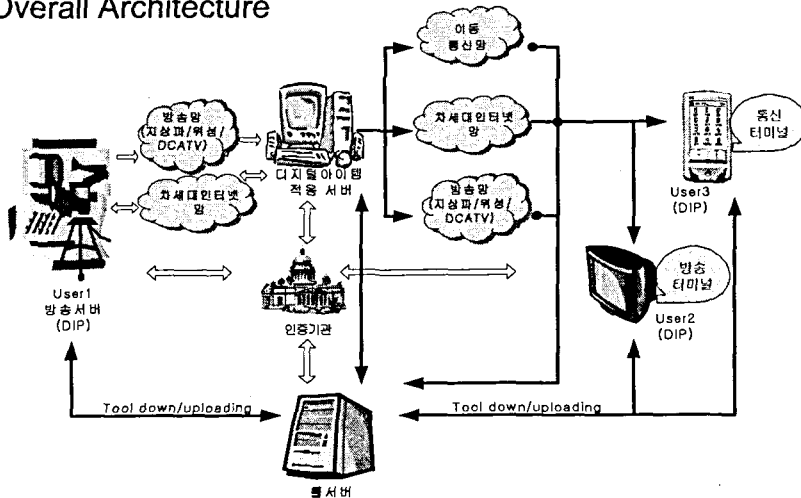 Overall Architecture
이동
통신망
방송망
(지상파/위성/
DCATV)
차세대인터넷
망
디지털아이템
적응 서버
차세대인터넷
망
방송망
(지상파/위성/
DCATV)
통신
터미널
User3
(DIP)
방송
터미널
User2
(DIP)
User1
방송서버
(DIP)
인증기관
Tool down/uploading
Tool down/uploading
툴서버